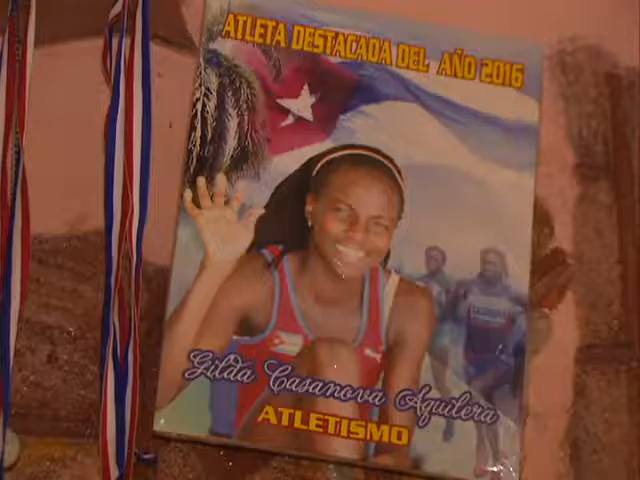 ATLETA DESTACADA DEL AÑO 2016
Gilda Casanova Aguilera
ATLETISMO